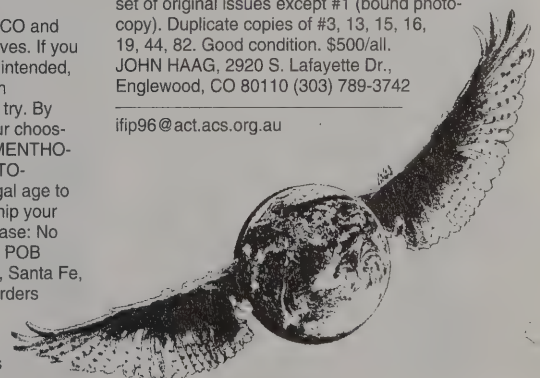 CO and
ves. If you
intended,
try. By
ur choos-
MENTHO-
TO-
gal age to
hip your
ase: No
POB
, Santa Fe,
rders
set of original issues except #1 (bound photo-
copy). Duplicate copies of #3, 13, 15, 16,
19, 44, 82. Good condition. $500/all.
JOHN HAAG, 2920 S. Lafayette Dr.,
Englewood, CO 80110 (303) 789-3742
ifip96@act.acs.org.au